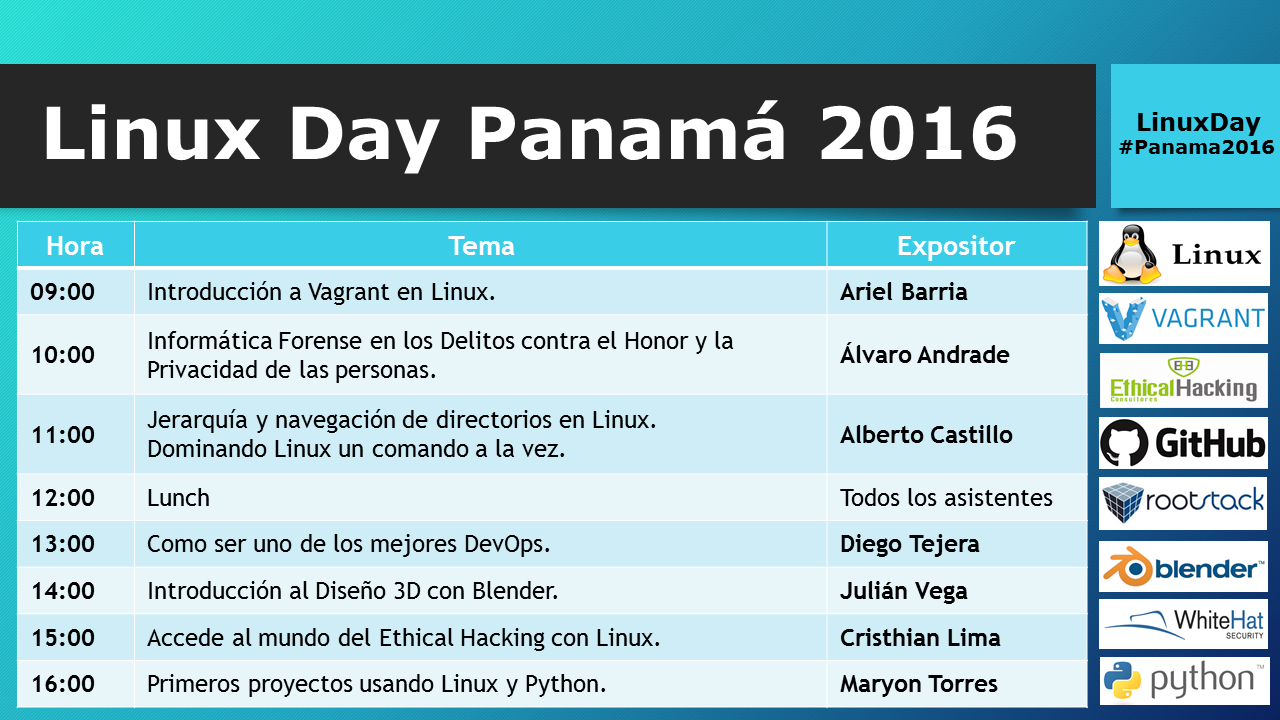 Linux Day Panamá 2016
LinuxDay
#Panama2016
Hora Tema Expositor
09:00 Introducción a Vagrant en Linux. Ariel Barria
10:00 Informática Forense en los Delitos contra el Honor y la
Privacidad de las personas. Álvaro Andrade
11:00 Jerarquía y navegación de directorios en Linux.
Dominando Linux un comando a la vez. Alberto Castillo
12:00 Lunch Todos los asistentes
13:00 Como ser uno de los mejores DevOps. Diego Tejera
14:00 Introducción al Diseño 3D con Blender. Julián Vega
15:00 Accede al mundo del Ethical Hacking con Linux. Cristhian Lima
16:00 Primeros proyectos usando Linux y Python. Maryon Torres
Linux
VAGRANT
EthicalHacking
Consultores
GitHub
rootstack
blender™
WhiteHat
SECURITY
python™